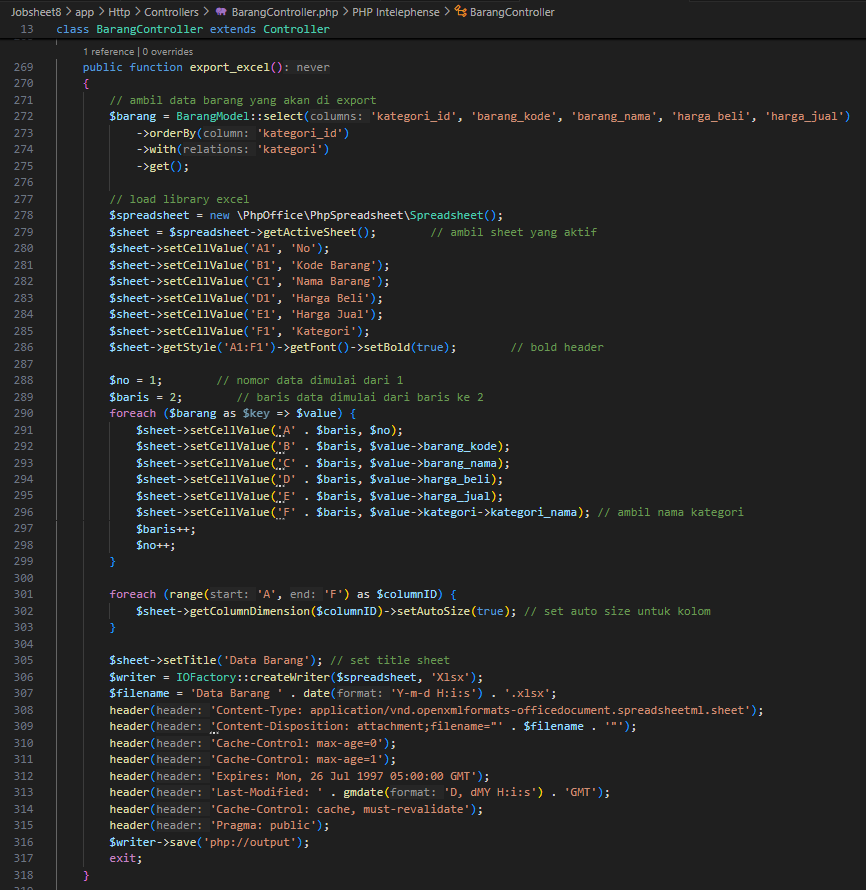 Jobsheet8 > app > Http > Controllers > BarangController.php > PHP Intelephense > BarangController
13 class BarangController extends Controller
1 reference | 0 overrides
269 public function export_excel(): never
270 {
271 // ambil data barang yang akan di export
272 $barang = BarangModel::select(columns: 'kategori_id', 'barang_kode', 'barang_nama', 'harga_beli', 'harga_jual')
273 ->orderBy(column: 'kategori_id')
274 ->with(relations: 'kategori')
275 ->get();
276
277 // load library excel
278 $spreadsheet = new \PhpOffice\PhpSpreadsheet\Spreadsheet();
279 $sheet = $spreadsheet->getActiveSheet(); // ambil sheet yang aktif
280 $sheet->setCellValue('A1', 'No');
281 $sheet->setCellValue('B1', 'Kode Barang');
282 $sheet->setCellValue('C1', 'Nama Barang');
283 $sheet->setCellValue('D1', 'Harga Beli');
284 $sheet->setCellValue('E1', 'Harga Jual');
285 $sheet->setCellValue('F1', 'Kategori');
286 $sheet->getStyle('A1:F1')->getFont()->setBold(true); // bold header
287
288 $no = 1; // nomor data dimulai dari 1
289 $baris = 2; // baris data dimulai dari baris ke 2
290 foreach ($barang as $key => $value) {
291 $sheet->setCellValue('A' . $baris, $no);
292 $sheet->setCellValue('B' . $baris, $value->barang_kode);
293 $sheet->setCellValue('C' . $baris, $value->barang_nama);
294 $sheet->setCellValue('D' . $baris, $value->harga_beli);
295 $sheet->setCellValue('E' . $baris, $value->harga_jual);
296 $sheet->setCellValue('F' . $baris, $value->kategori->kategori_nama); // ambil nama kategori
297 $baris++;
298 $no++;
299 }
300
301 foreach (range(start: 'A', end: 'F') as $columnID) {
302 $sheet->getColumnDimension($columnID)->setAutoSize(true); // set auto size untuk kolom
303 }
304
305 $sheet->setTitle('Data Barang'); // set title sheet
306 $writer = IOFactory::createWriter($spreadsheet, 'Xlsx');
307 $filename = 'Data Barang ' . date(format: 'Y-m-d H:i:s') . '.xlsx';
308 header(header: 'Content-Type: application/vnd.openxmlformats-officedocument.spreadsheetml.sheet');
309 header(header: 'Content-Disposition: attachment;filename="' . $filename . '"');
310 header(header: 'Cache-Control: max-age=0');
311 header(header: 'Cache-Control: max-age=1');
312 header(header: 'Expires: Mon, 26 Jul 1997 05:00:00 GMT');
313 header(header: 'Last-Modified: ' . gmdate(format: 'D, dMY H:i:s') . 'GMT');
314 header(header: 'Cache-Control: cache, must-revalidate');
315 header(header: 'Pragma: public');
316 $writer->save('php://output');
317 exit;
318 }